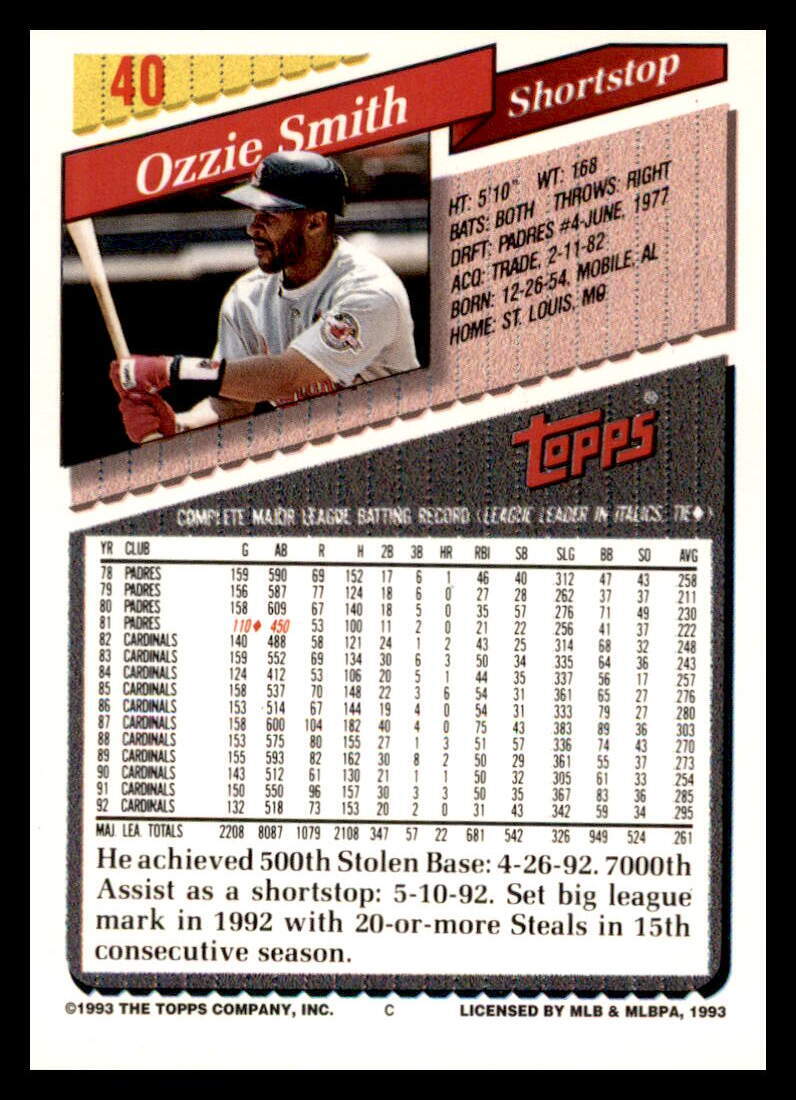 40
Ozzie Smith
Shortstop
HT: 5'10" WT: 168
BATS: BOTH THROWS: RIGHT
DRFT: PADRES #4-JUNE, 1977
ACQ: TRADE, 2-11-82
BORN: 12-26-54, MOBILE, AL
HOME: ST. LOUIS, MO
TOPPS®
COMPLETE MAJOR LEAGUE BATTING RECORD (LEAGUE LEADER IN ITALICS, TIE♦)
YR CLUB G AB R H 2B 3B HR RBI SB SLG BB SO AVG
78 PADRES 159 590 69 152 17 6 1 46 40 .312 47 43 .258
79 PADRES 156 587 77 124 18 6 0 27 28 .262 37 37 .211
80 PADRES 158 609 67 140 18 5 0 35 57 .276 71 49 .230
81 PADRES 110♦ 450 53 100 11 2 0 21 22 .256 41 37 .222
82 CARDINALS 140 488 58 121 24 1 2 43 25 .314 68 32 .248
83 CARDINALS 159 552 69 134 30 6 3 50 34 .335 64 36 .243
84 CARDINALS 124 412 53 106 20 5 1 44 35 .337 56 17 .257
85 CARDINALS 158 537 70 148 22 3 6 54 31 .361 65 27 .276
86 CARDINALS 153 514 67 144 19 4 0 54 31 .333 79 27 .280
87 CARDINALS 158 600 104 182 40 4 0 75 43 .383 89 36 .303
88 CARDINALS 153 575 80 155 27 1 3 51 57 .336 74 43 .270
89 CARDINALS 155 593 82 162 30 8 2 50 29 .361 55 37 .273
90 CARDINALS 143 512 61 130 21 1 1 50 32 .305 61 33 .254
91 CARDINALS 150 550 96 157 30 3 3 50 35 .367 83 36 .285
92 CARDINALS 132 518 73 153 20 2 0 31 43 .342 59 34 .295
MAJ. LEA. TOTALS 2208 8087 1079 2108 347 57 22 681 542 .326 949 524 .261
He achieved 500th Stolen Base: 4-26-92. 7000th
Assist as a shortstop: 5-10-92. Set big league
mark in 1992 with 20-or-more Steals in 15th
consecutive season.
©1993 THE TOPPS COMPANY, INC. C LICENSED BY MLB & MLBPA, 1993